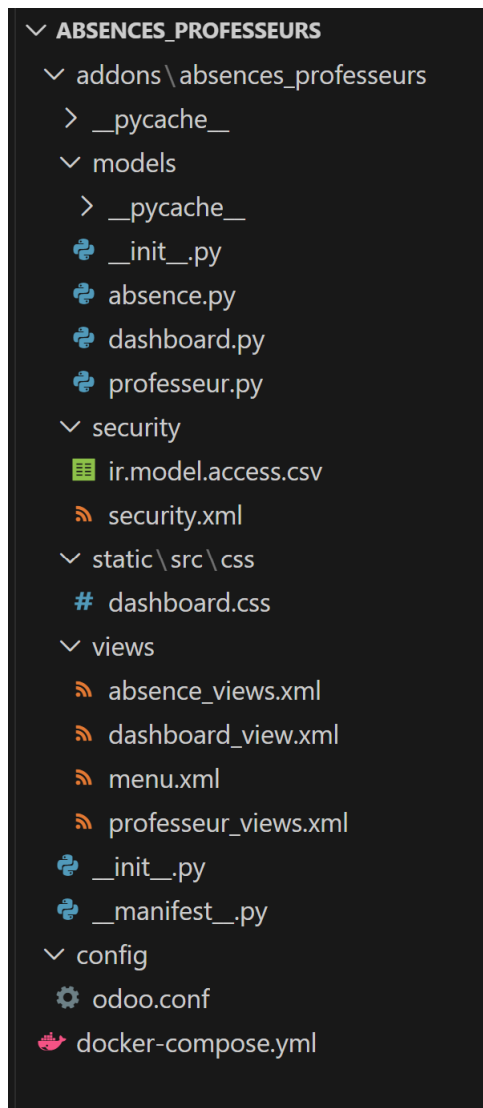 ABSENCES_PROFESSEURS
addons\absences_professeurs
__pycache__
models
__pycache__
__init__.py
absence.py
dashboard.py
professeur.py
security
ir.model.access.csv
security.xml
static\src\css
# dashboard.css
views
absence_views.xml
dashboard_view.xml
menu.xml
professeur_views.xml
__init__.py
__manifest__.py
config
odoo.conf
docker-compose.yml